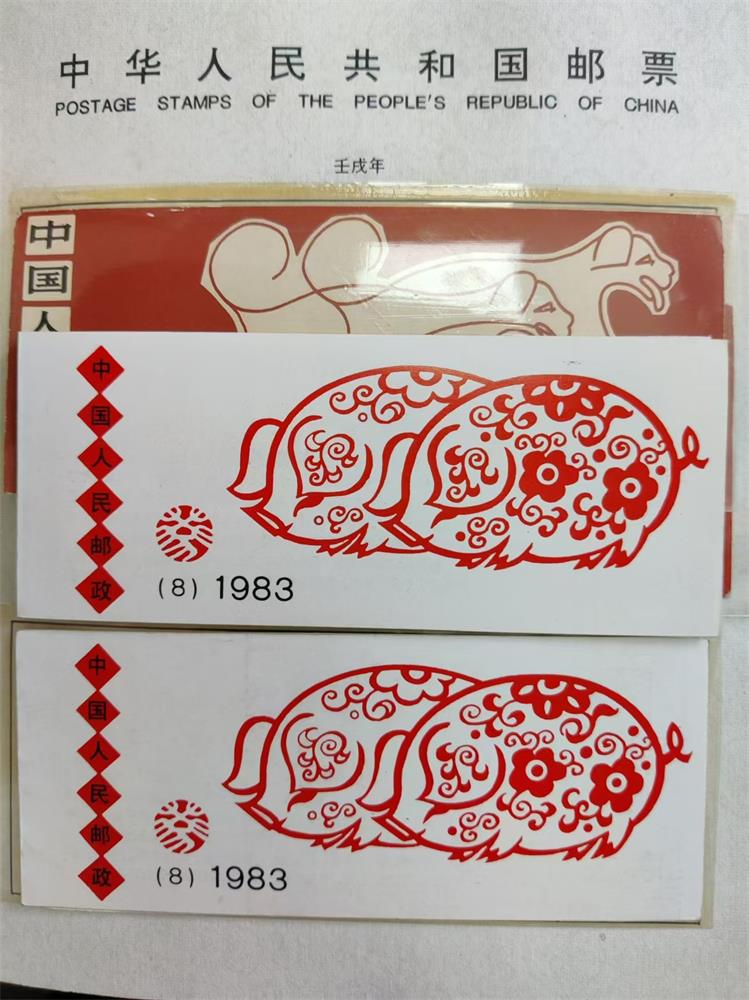 中华人民共和国邮票
POSTAGE STAMPS OF THE PEOPLE'S REPUBLIC OF CHINA
壬戌年
中国人
中国人民邮政
(8) 1983
中国人民邮政
(8) 1983